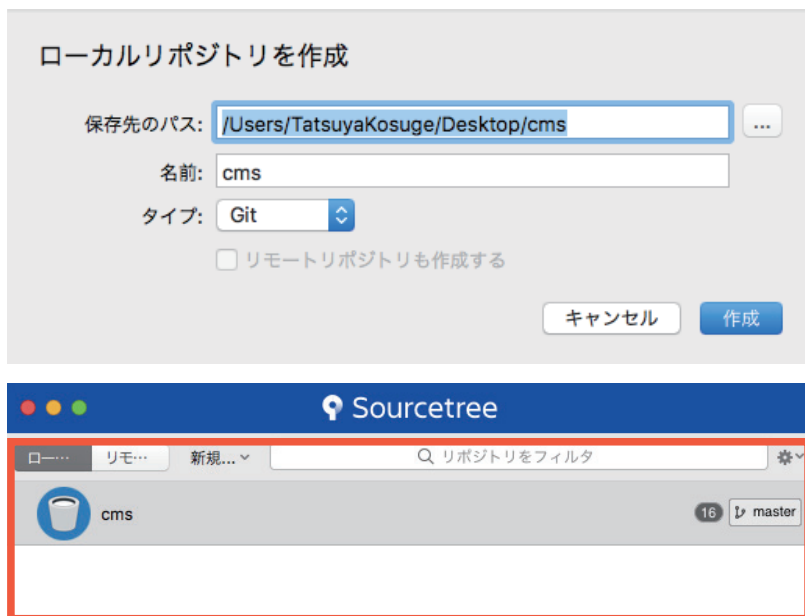 ローカルリポジトリを作成
保存先のパス: /Users/TatsuyaKosuge/Desktop/cms ...
名前: cms
タイプ: Git
リモートリポジトリも作成する
キャンセル 作成
Sourcetree
ロー… リモ… 新規... リポジトリをフィルタ
cms 16 master